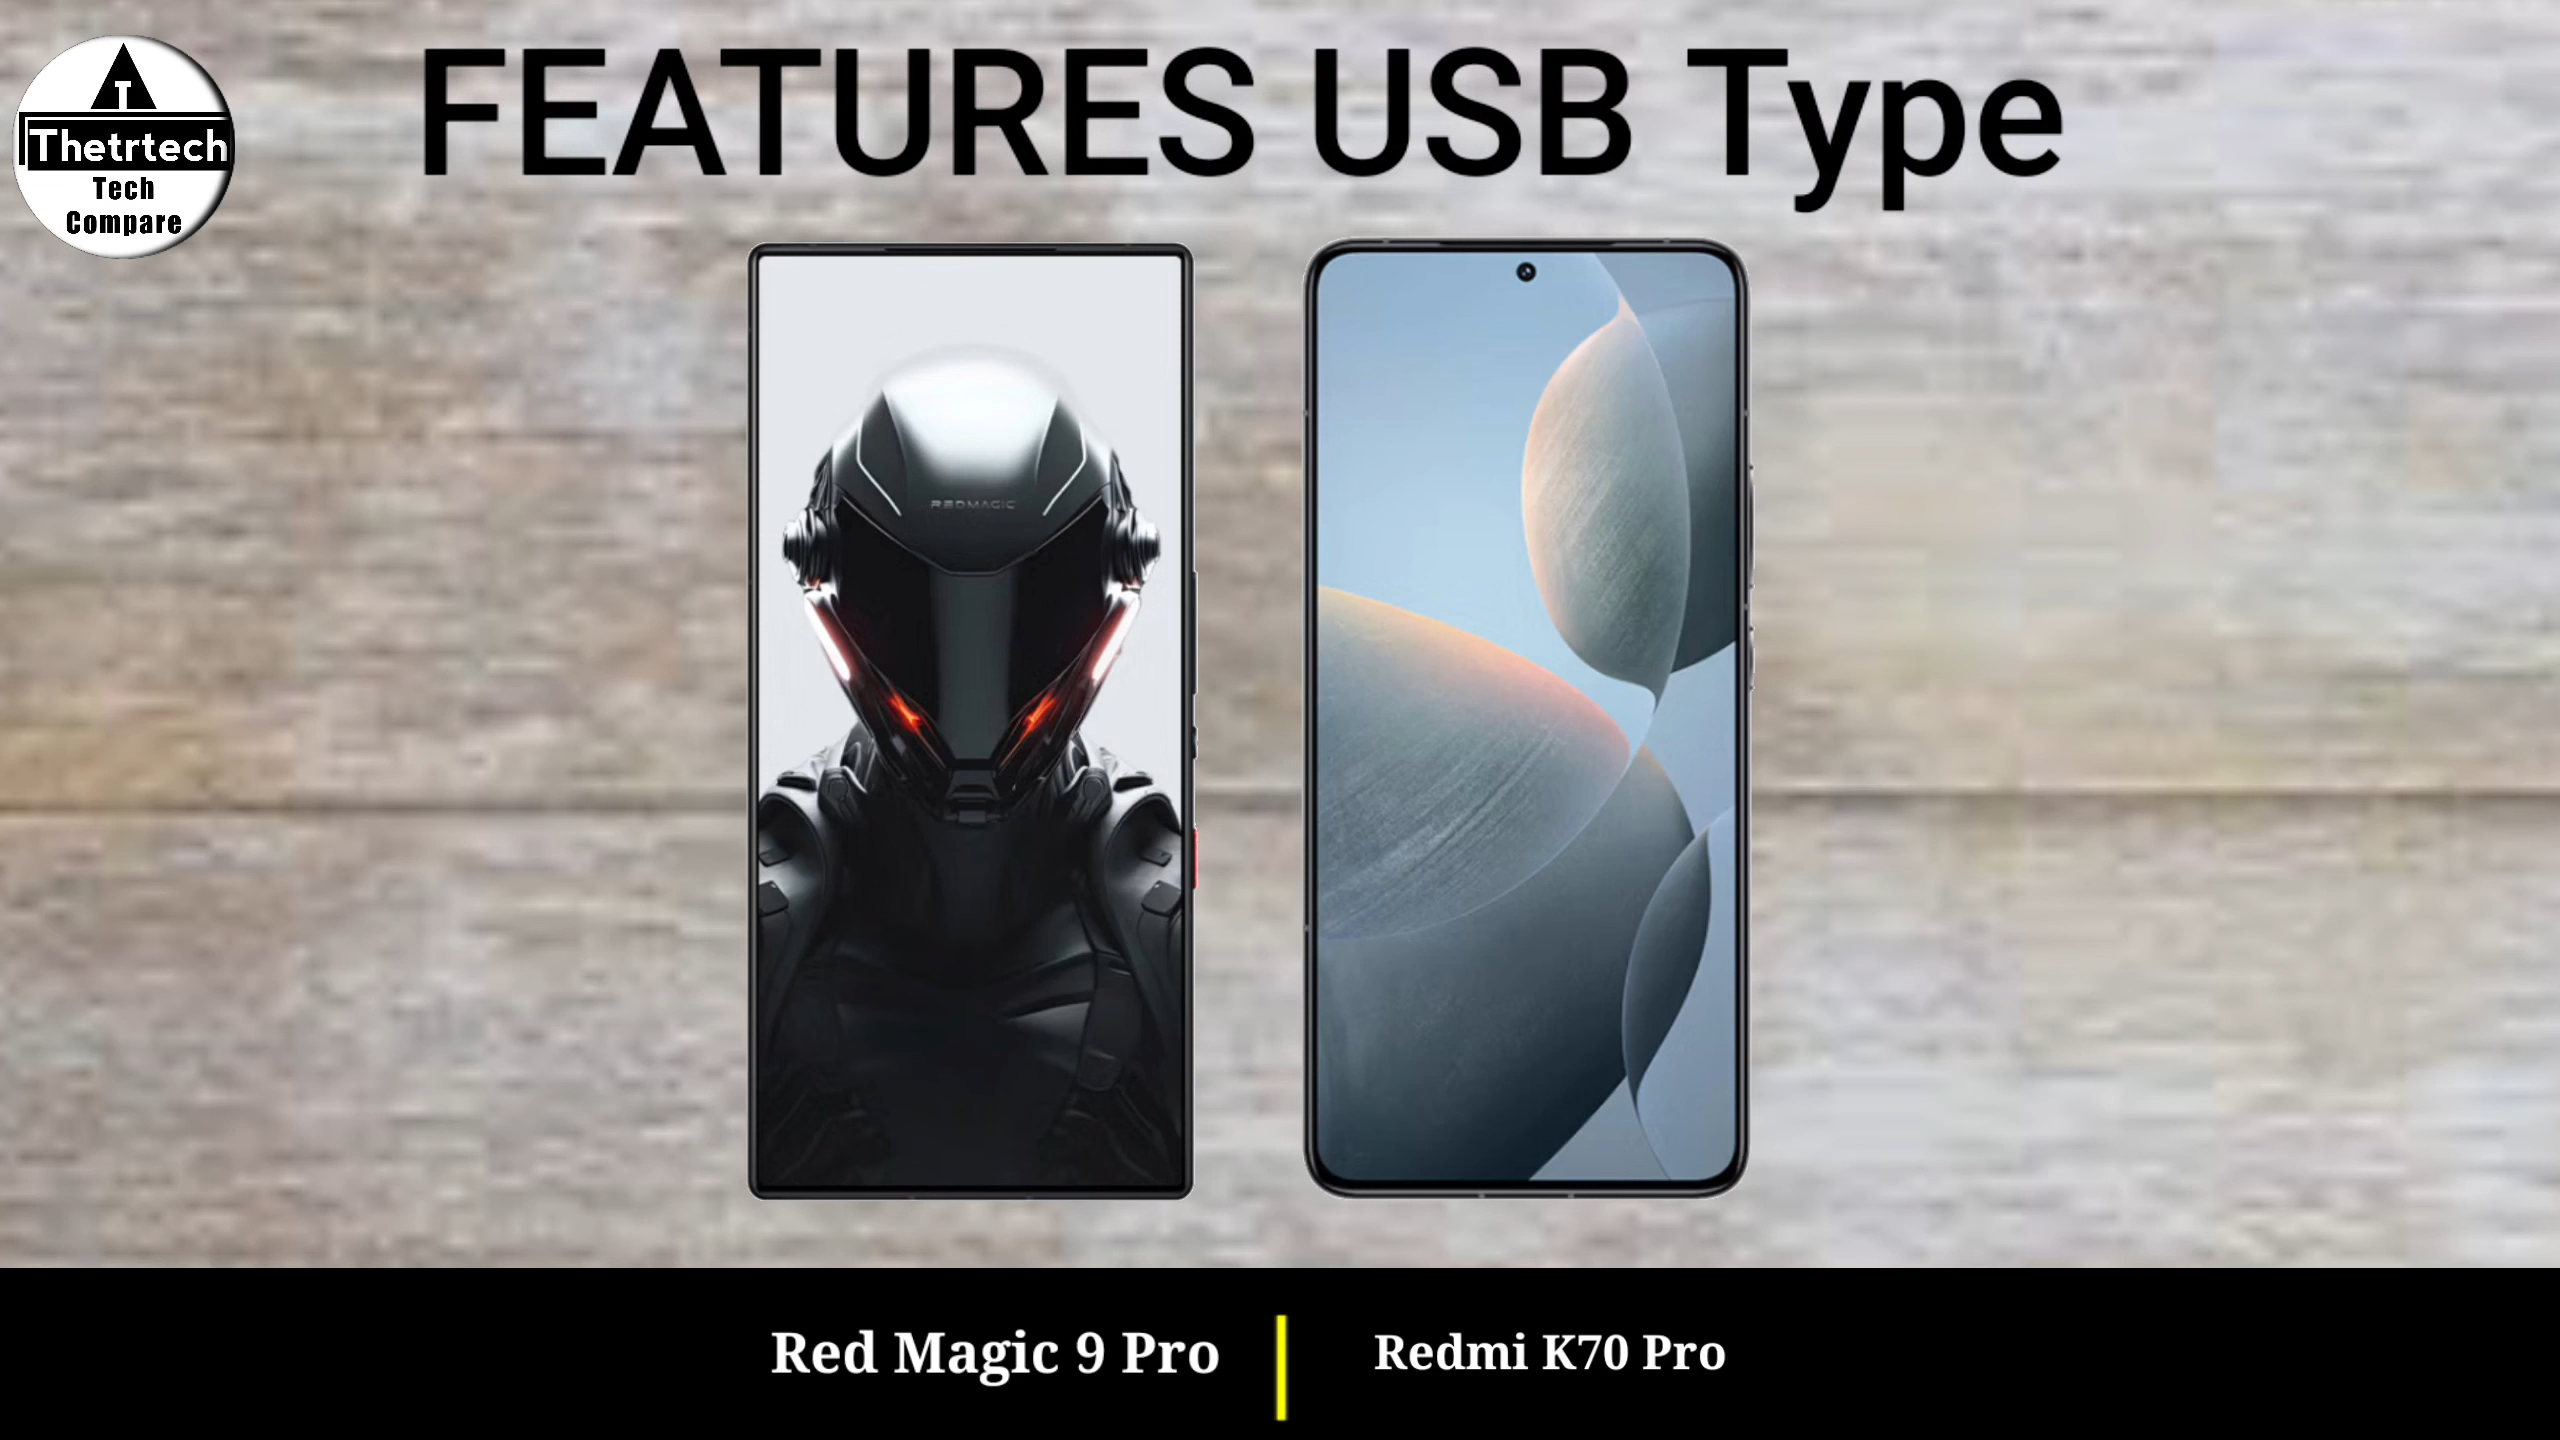 FEATURES USB Type
T
Thetrtech
Tech
Compare
REDMAGIC
Red Magic 9 Pro
Redmi K70 Pro